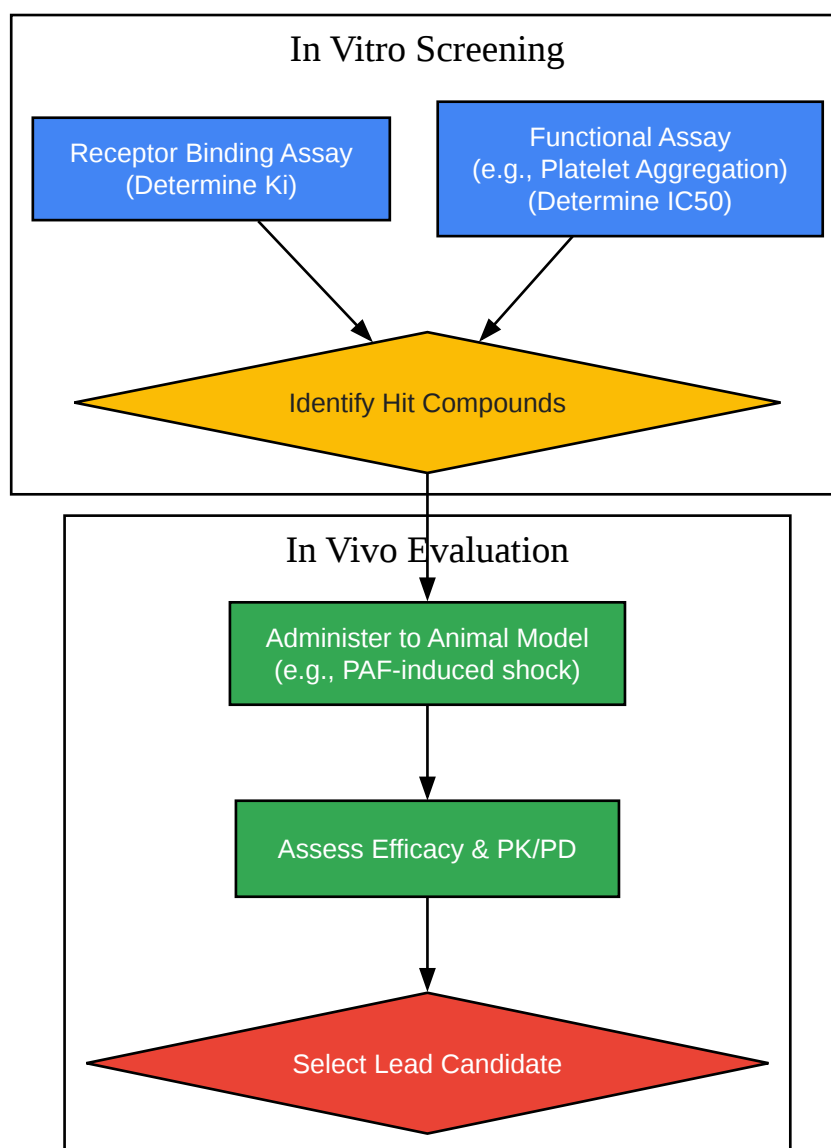 In Vitro Screening
Receptor Binding Assay
(Determine Ki)
Functional Assay
(e.g., Platelet Aggregation)
(Determine IC50)
Identify Hit Compounds
In Vivo Evaluation
Administer to Animal Model
(e.g., PAF-induced shock)
Assess Efficacy & PK/PD
Select Lead Candidate